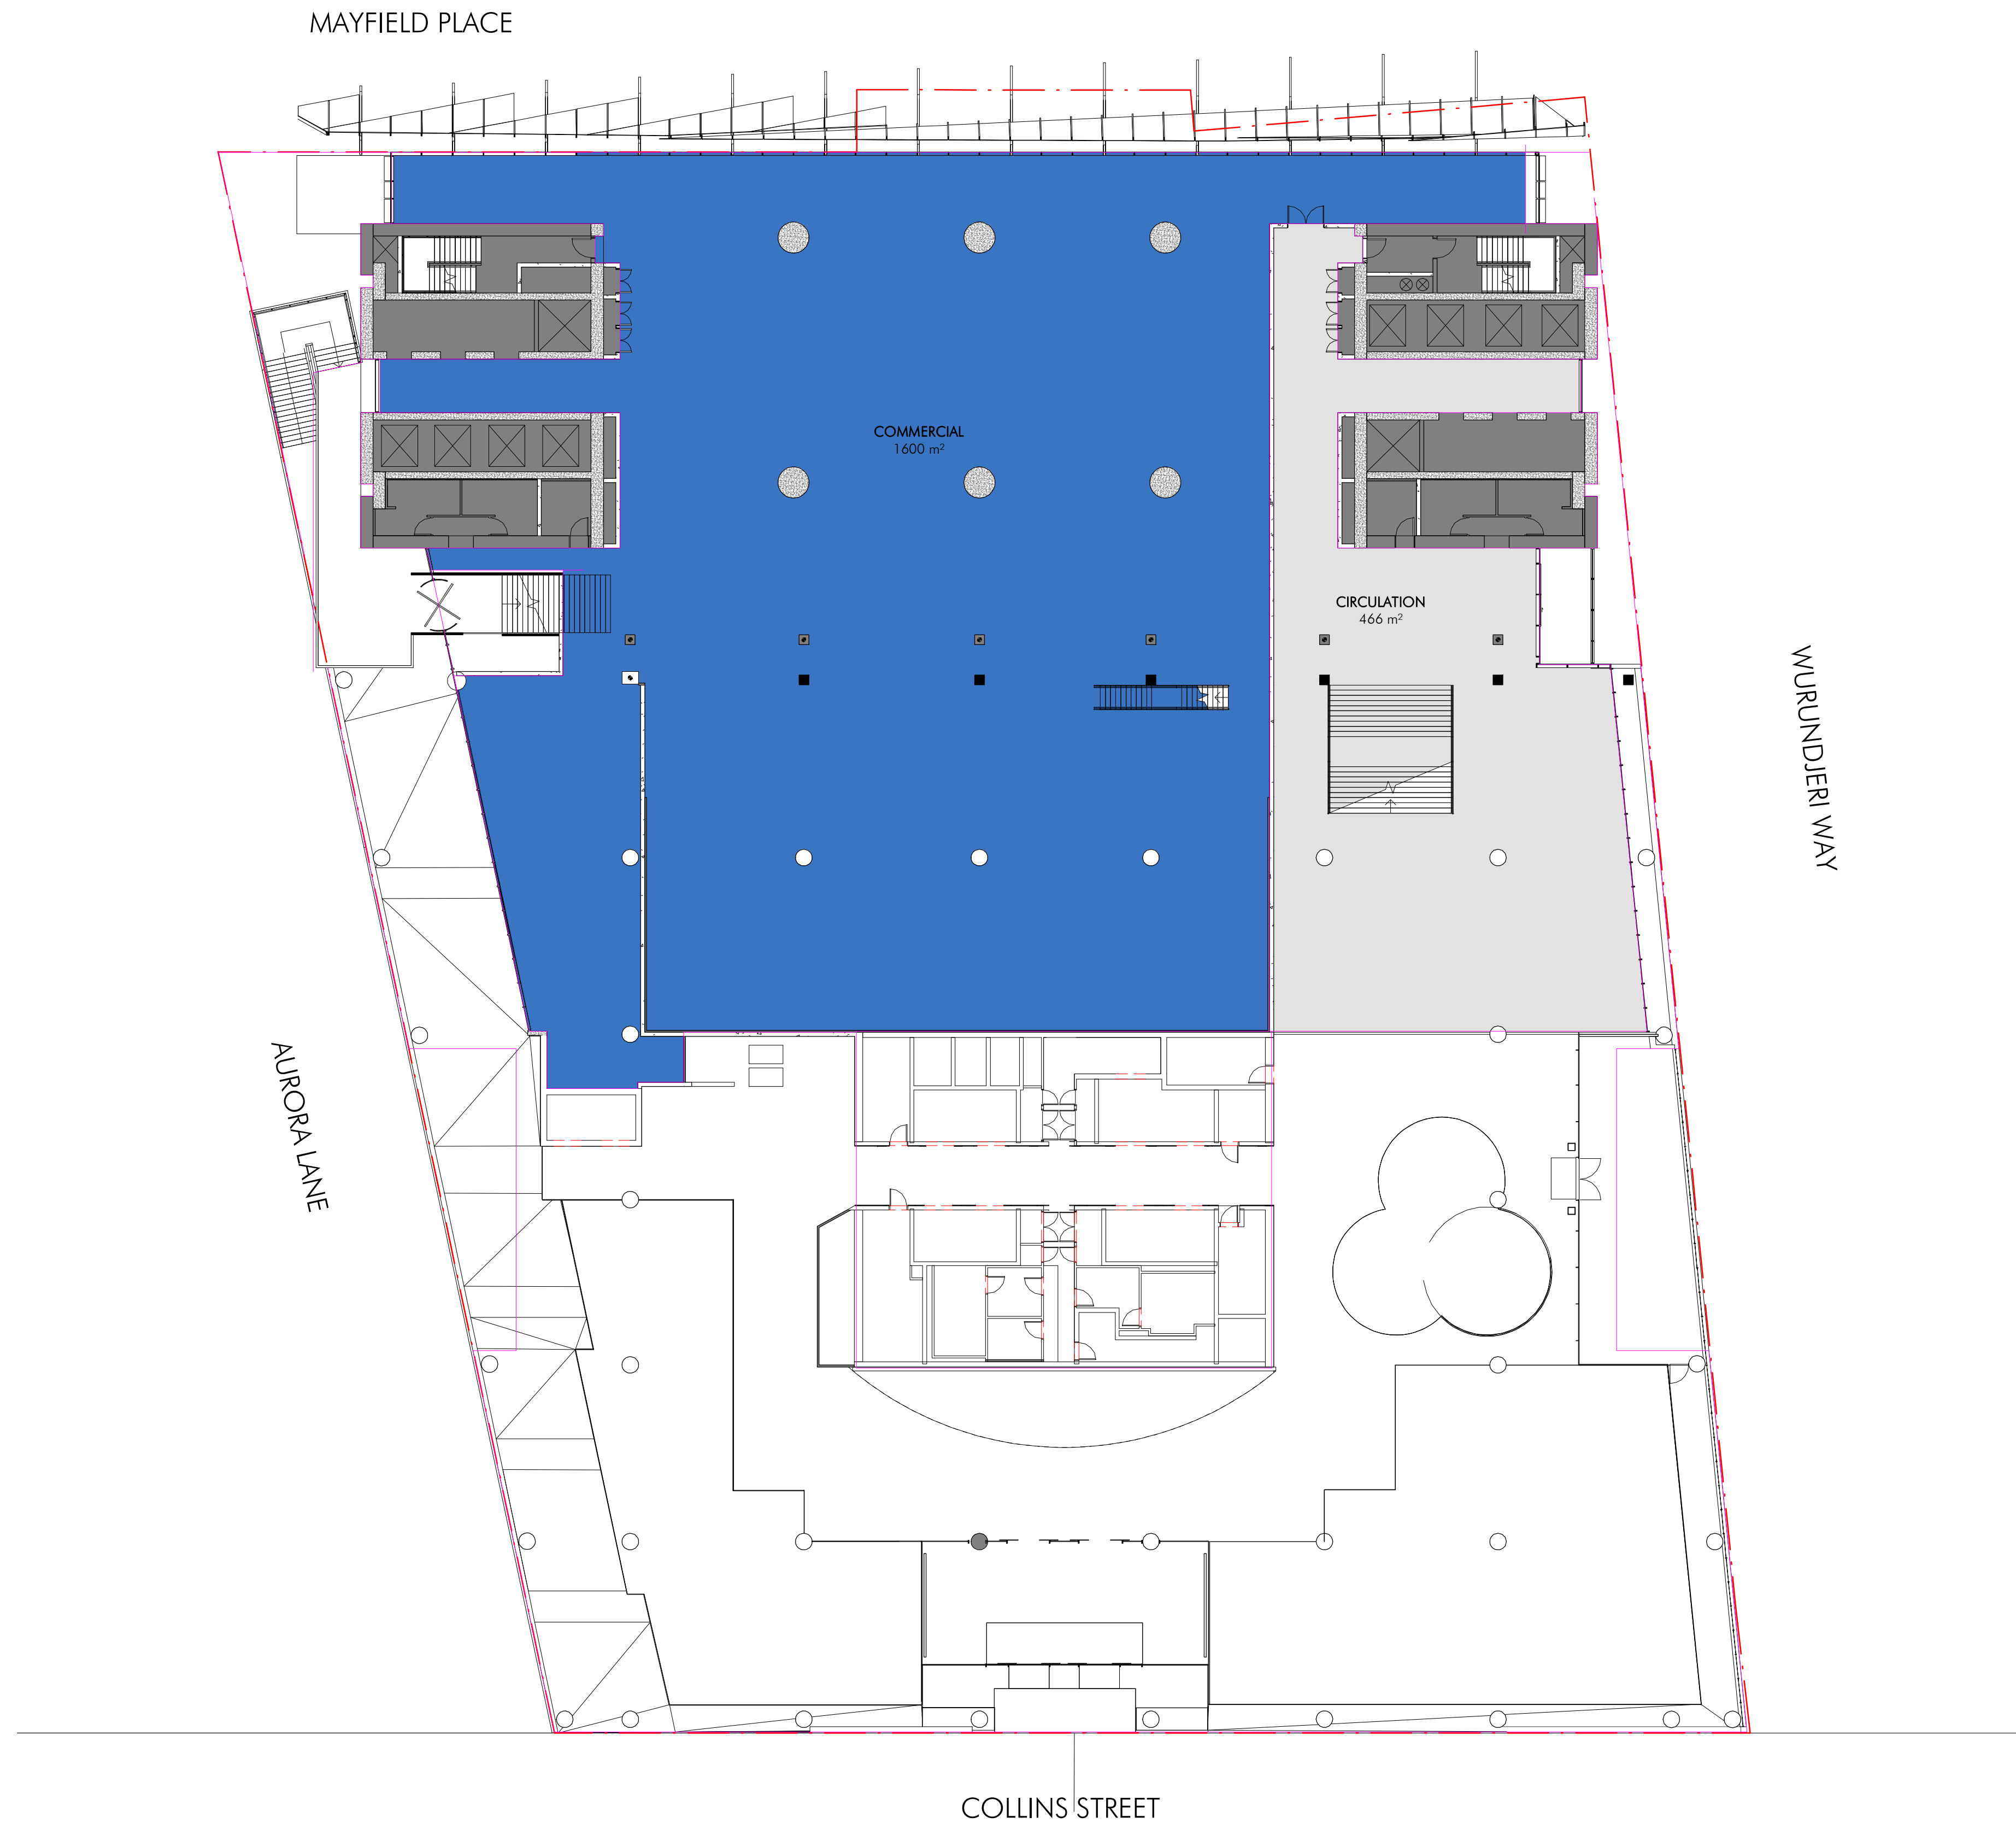 MAYFIELD PLACE
COMMERCIAL
1600 m²
CIRCULATION
466 m²
WURUNDJERI WAY
AURORA LANE
COLLINS STREET